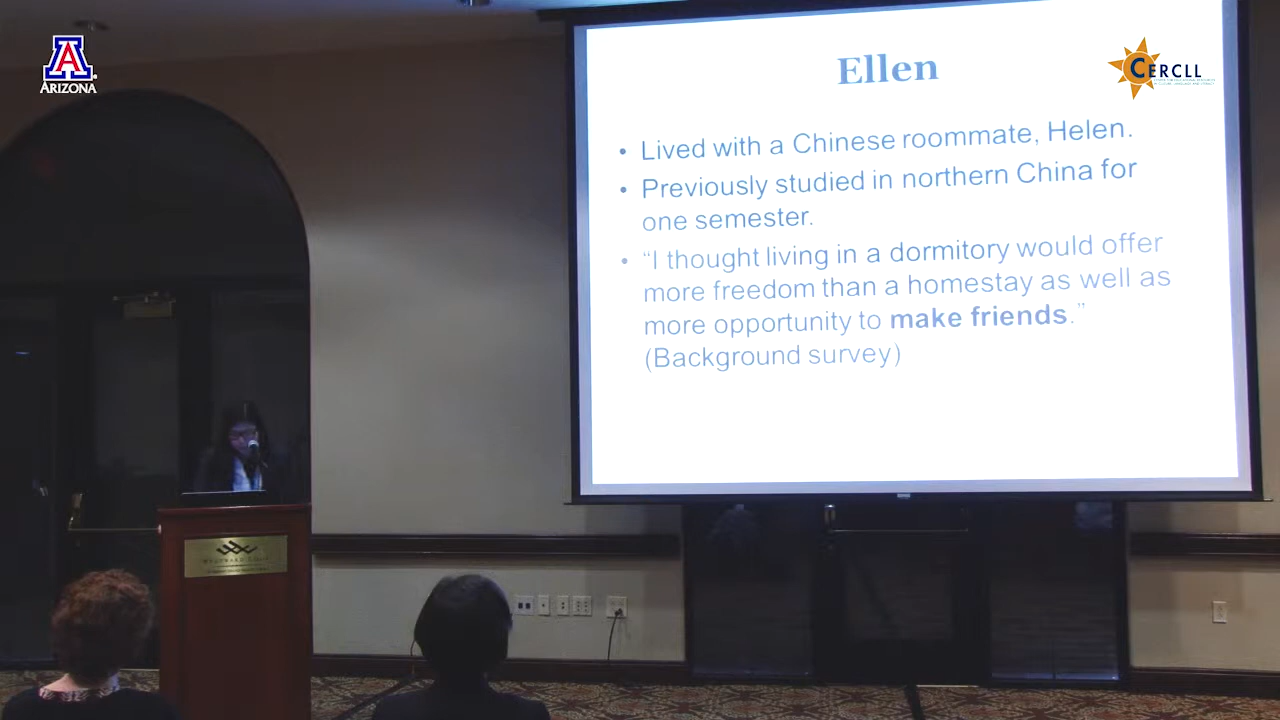 ARIZONA
Ellen
CERCLL
• Lived with a Chinese roommate, Helen.
• Previously studied in northern China for
one semester.
• “I thought living in a dormitory would offer
more freedom than a homestay as well as
more opportunity to make friends.”
(Background survey)